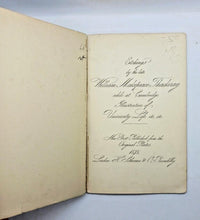 Etchings
by the late
William Makepeace Thackeray
while at Cambridge
Illustrative of
University Life &c. &c.
Now First Published from the
Original Plates
1878
London H. Sotheran & Co. Piccadilly